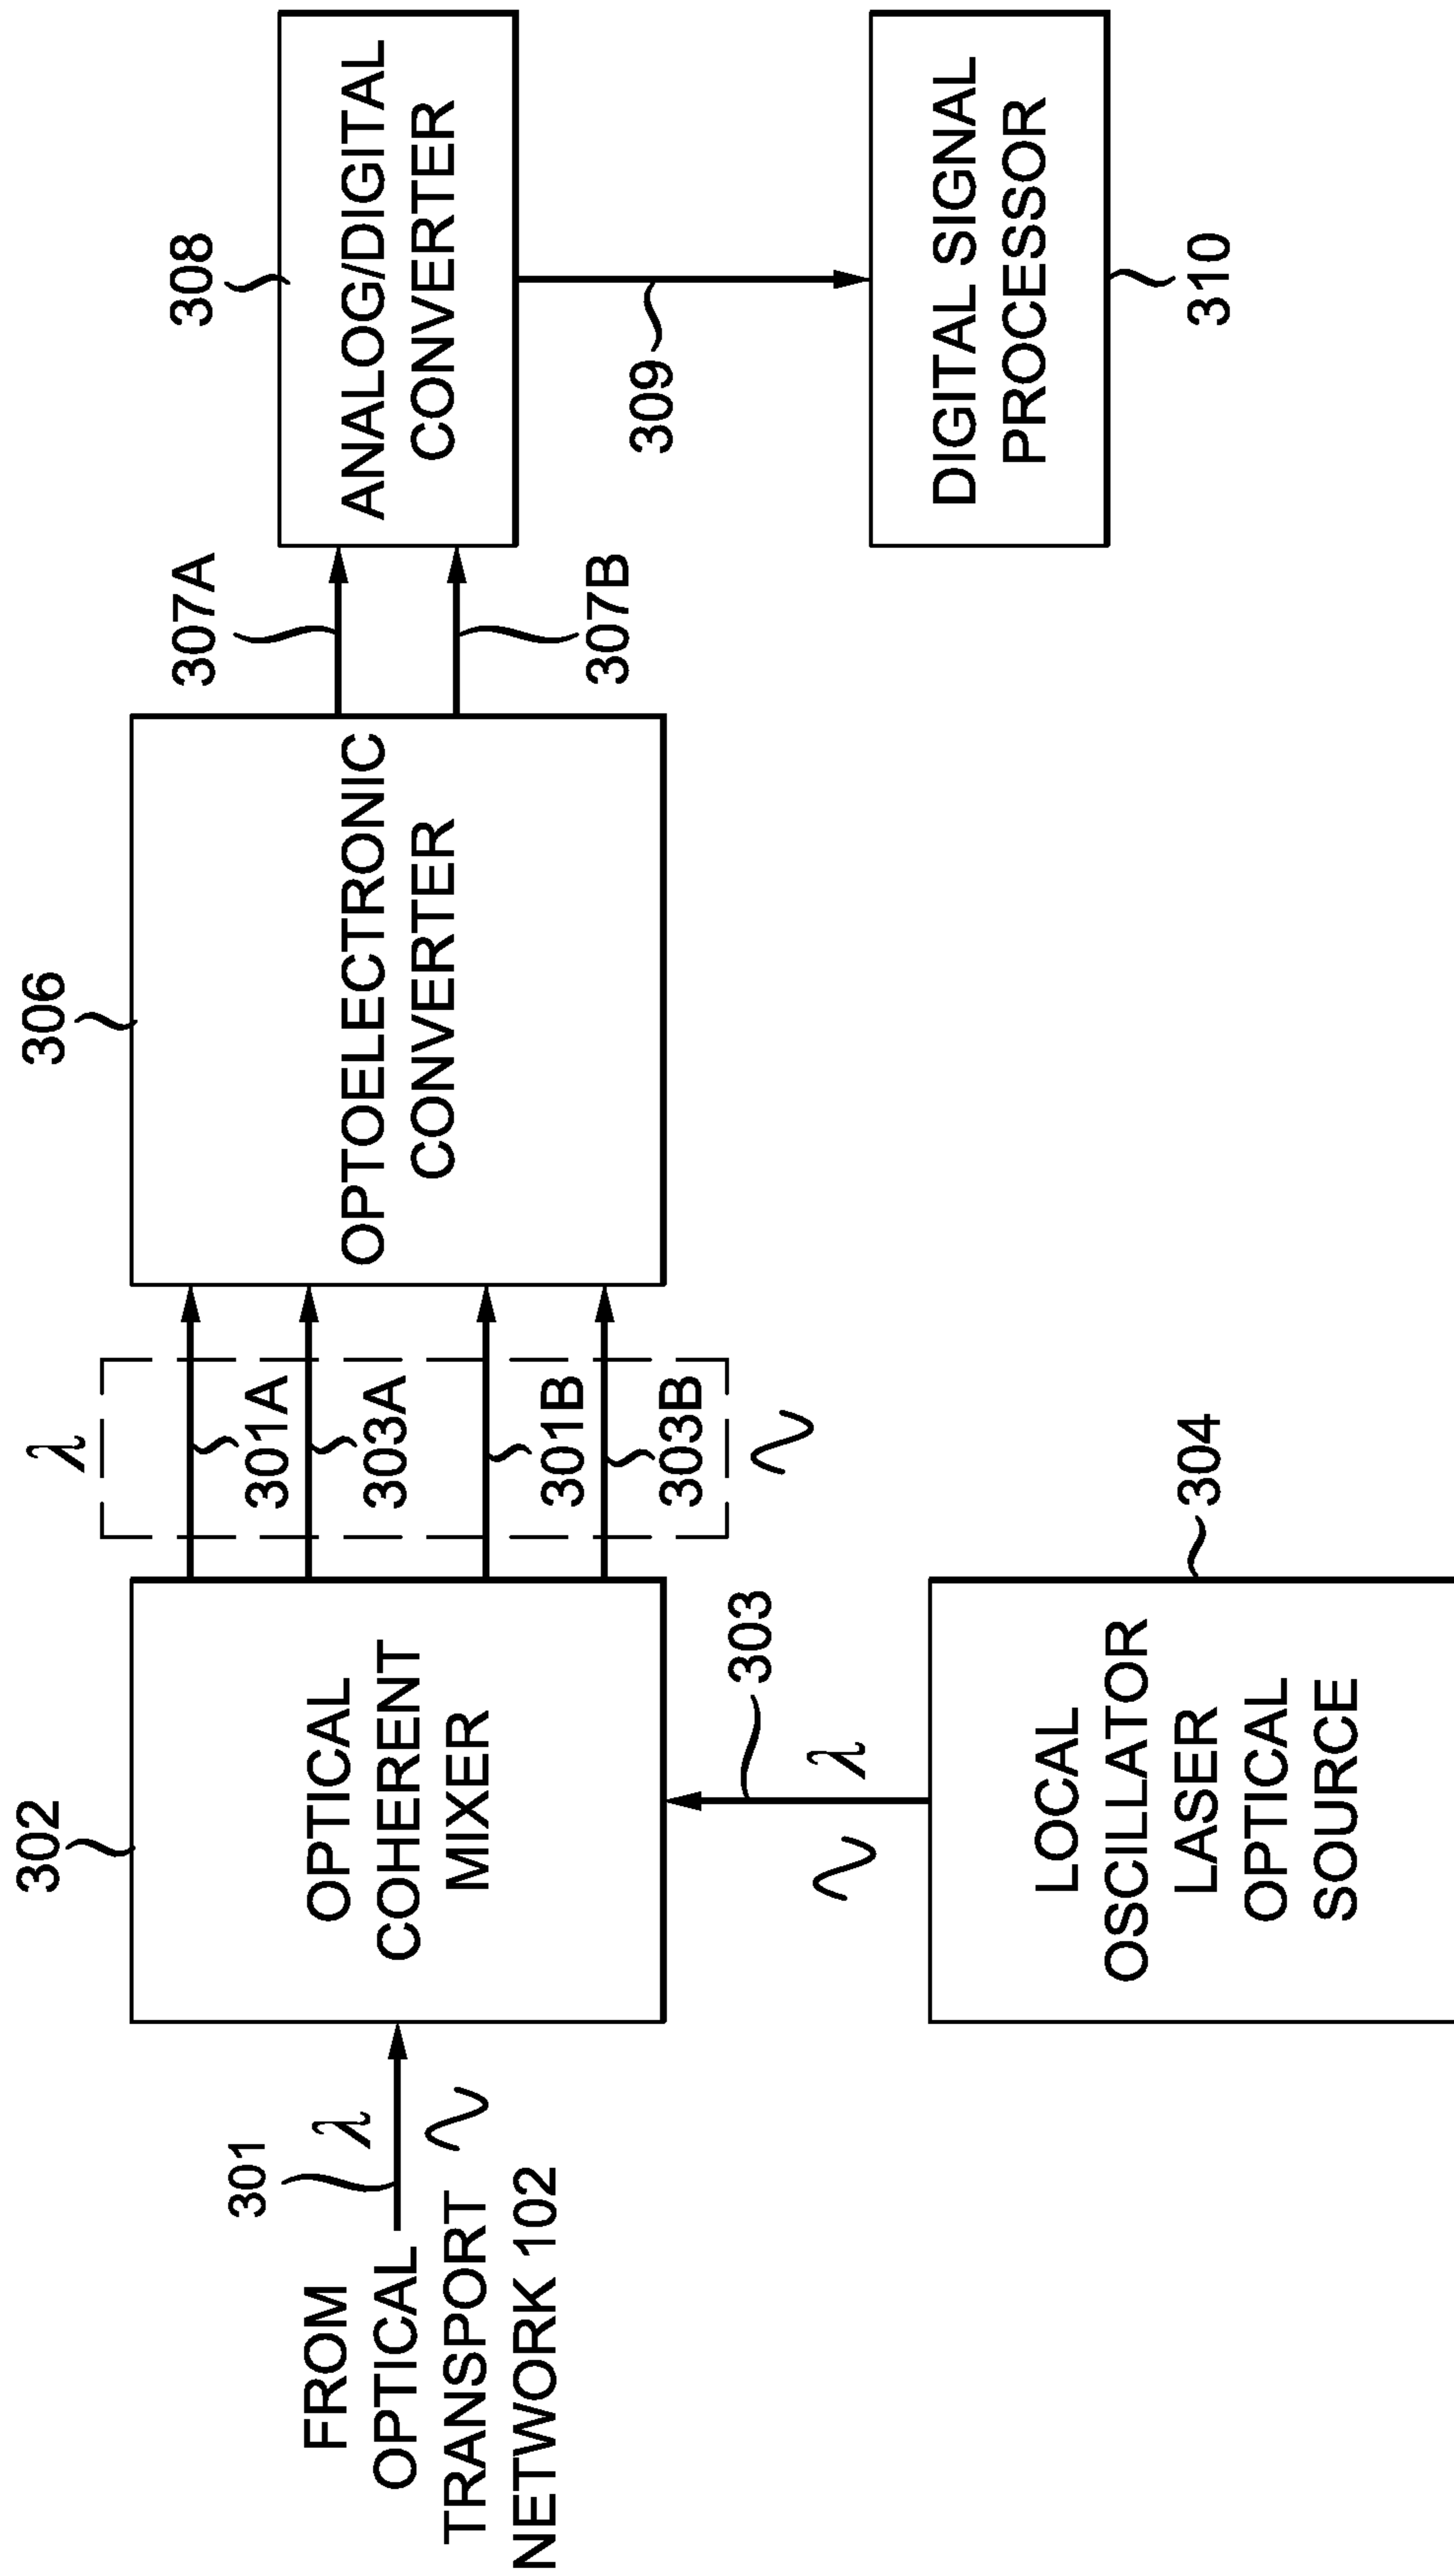 302
306
308
301
λ
FROM
OPTICAL
TRANSPORT
NETWORK 102
OPTICAL
COHERENT
MIXER
λ
301A
303A
301B
303B
OPTOELECTRONIC
CONVERTER
307A
307B
ANALOG/DIGITAL
CONVERTER
309
303
λ
304
LOCAL
OSCILLATOR
LASER
OPTICAL
SOURCE
DIGITAL SIGNAL
PROCESSOR
310